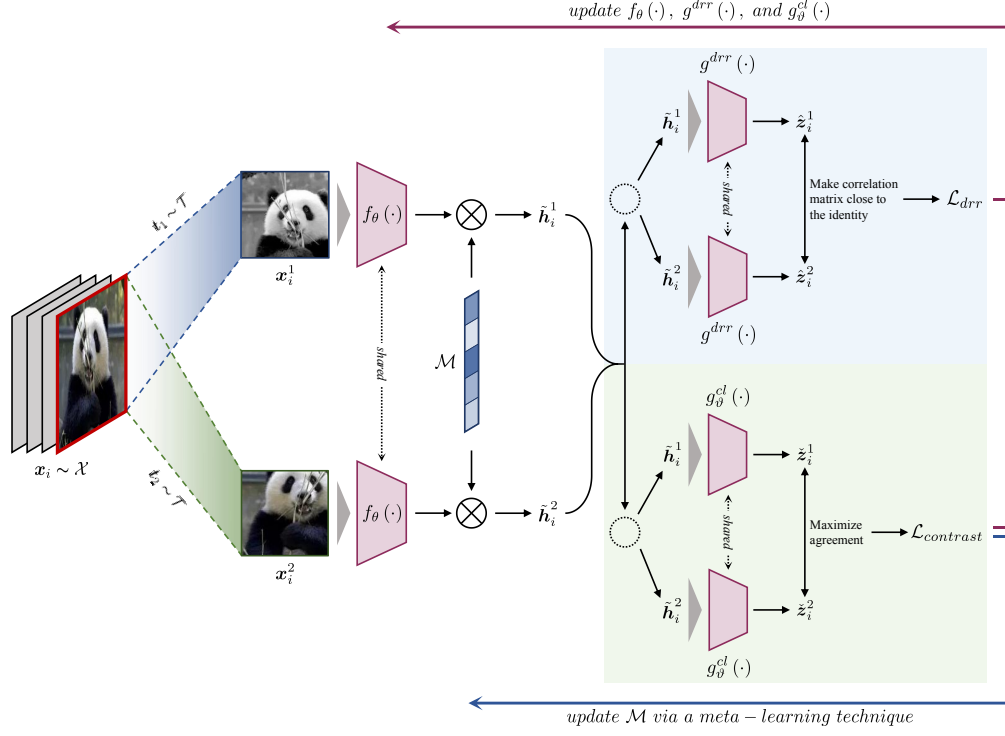 update f_θ(·), g^{drr}(·), and g_ϑ^{cl}(·)
g^{drr}(·)
h̃_i^1
ẑ_i^1
t_1 ~ 𝒯
f_θ(·)
h̃_i^1
shared
Make correlation
matrix close to
the identity
ℒ_{drr}
x_i^1
h̃_i^2
ẑ_i^2
g^{drr}(·)
shared
ℳ
g_ϑ^{cl}(·)
h̃_i^1
ž_i^1
x_i ~ 𝒳
t_2 ~ 𝒯
f_θ(·)
h̃_i^2
shared
Maximize
agreement
ℒ_{contrast}
x_i^2
h̃_i^2
ž_i^2
g_ϑ^{cl}(·)
update ℳ via a meta − learning technique